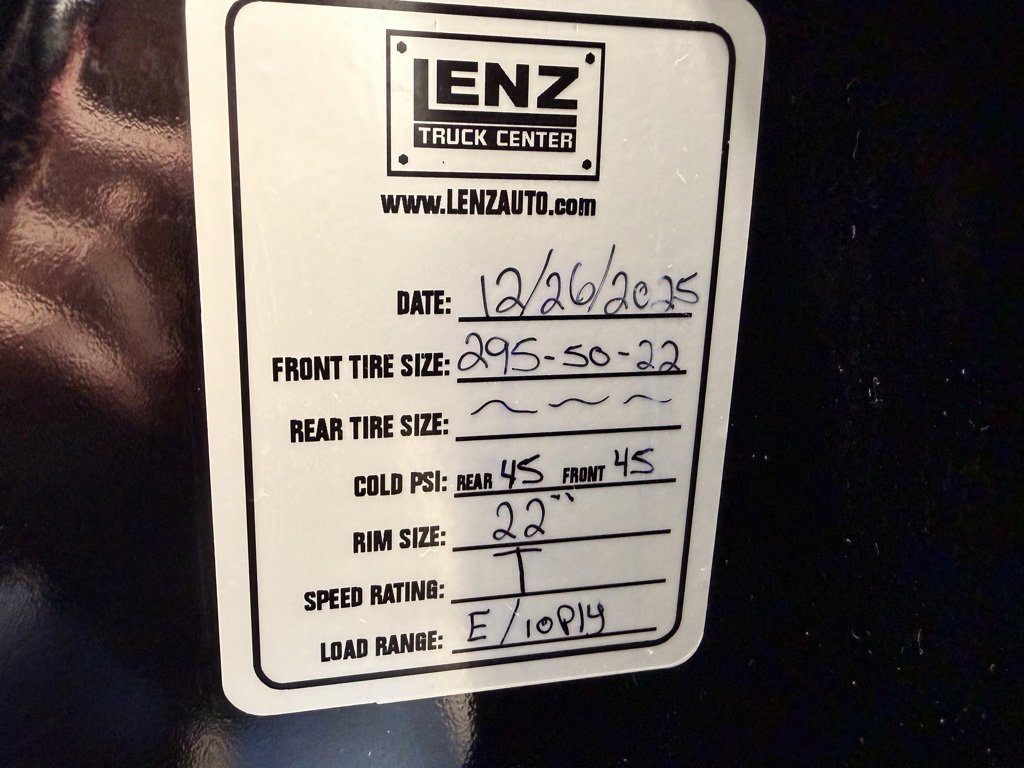 LENZ
TRUCK CENTER
www.LENZAUTO.com
DATE: 12/26/2025
FRONT TIRE SIZE: 295-50-22
REAR TIRE SIZE: ~ ~ ~
COLD PSI: REAR 45 FRONT 45
RIM SIZE: 22"
SPEED RATING: T
LOAD RANGE: E/10Ply